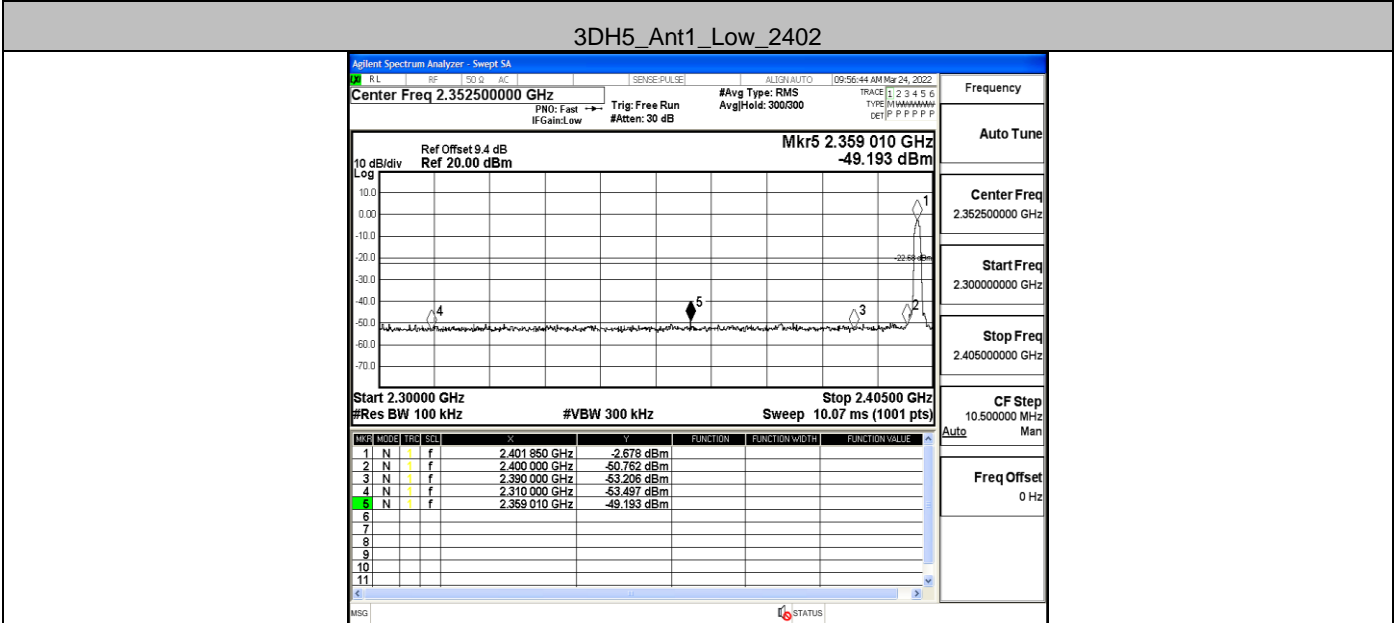 3DH5_Ant1_Low_2402
Agilent Spectrum Analyzer - Swept SA
RL RF 50 Ω AC SENSE:PULSE ALIGN AUTO 09:56:44 AM Mar 24, 2022
Center Freq 2.352500000 GHz
PNO: Fast
IFGain:Low
Trig: Free Run
#Atten: 30 dB
#Avg Type: RMS
Avg|Hold: 300/300
TRACE 1 2 3 4 5 6
TYPE M
DET P P P P P P
Frequency
Auto Tune
Center Freq
2.352500000 GHz
Start Freq
2.300000000 GHz
Stop Freq
2.405000000 GHz
CF Step
10.500000 MHz
Auto Man
Freq Offset
0 Hz
Mkr5 2.359 010 GHz
-49.193 dBm
Ref Offset 9.4 dB
10 dB/div Ref 20.00 dBm
Log
10.0
0.00
-10.0
-20.0
-30.0
-40.0
-50.0
-60.0
-70.0
-22.68 dBm
1
2
3
4
5
Start 2.30000 GHz Stop 2.40500 GHz
#Res BW 100 kHz #VBW 300 kHz Sweep 10.07 ms (1001 pts)
MKR MODE TRC SCL X Y FUNCTION FUNCTION WIDTH FUNCTION VALUE
1 N 1 f 2.401 850 GHz -2.678 dBm
2 N 1 f 2.400 000 GHz -50.762 dBm
3 N 1 f 2.390 000 GHz -53.206 dBm
4 N 1 f 2.310 000 GHz -53.497 dBm
5 N 1 f 2.359 010 GHz -49.193 dBm
6
7
8
9
10
11
MSG STATUS